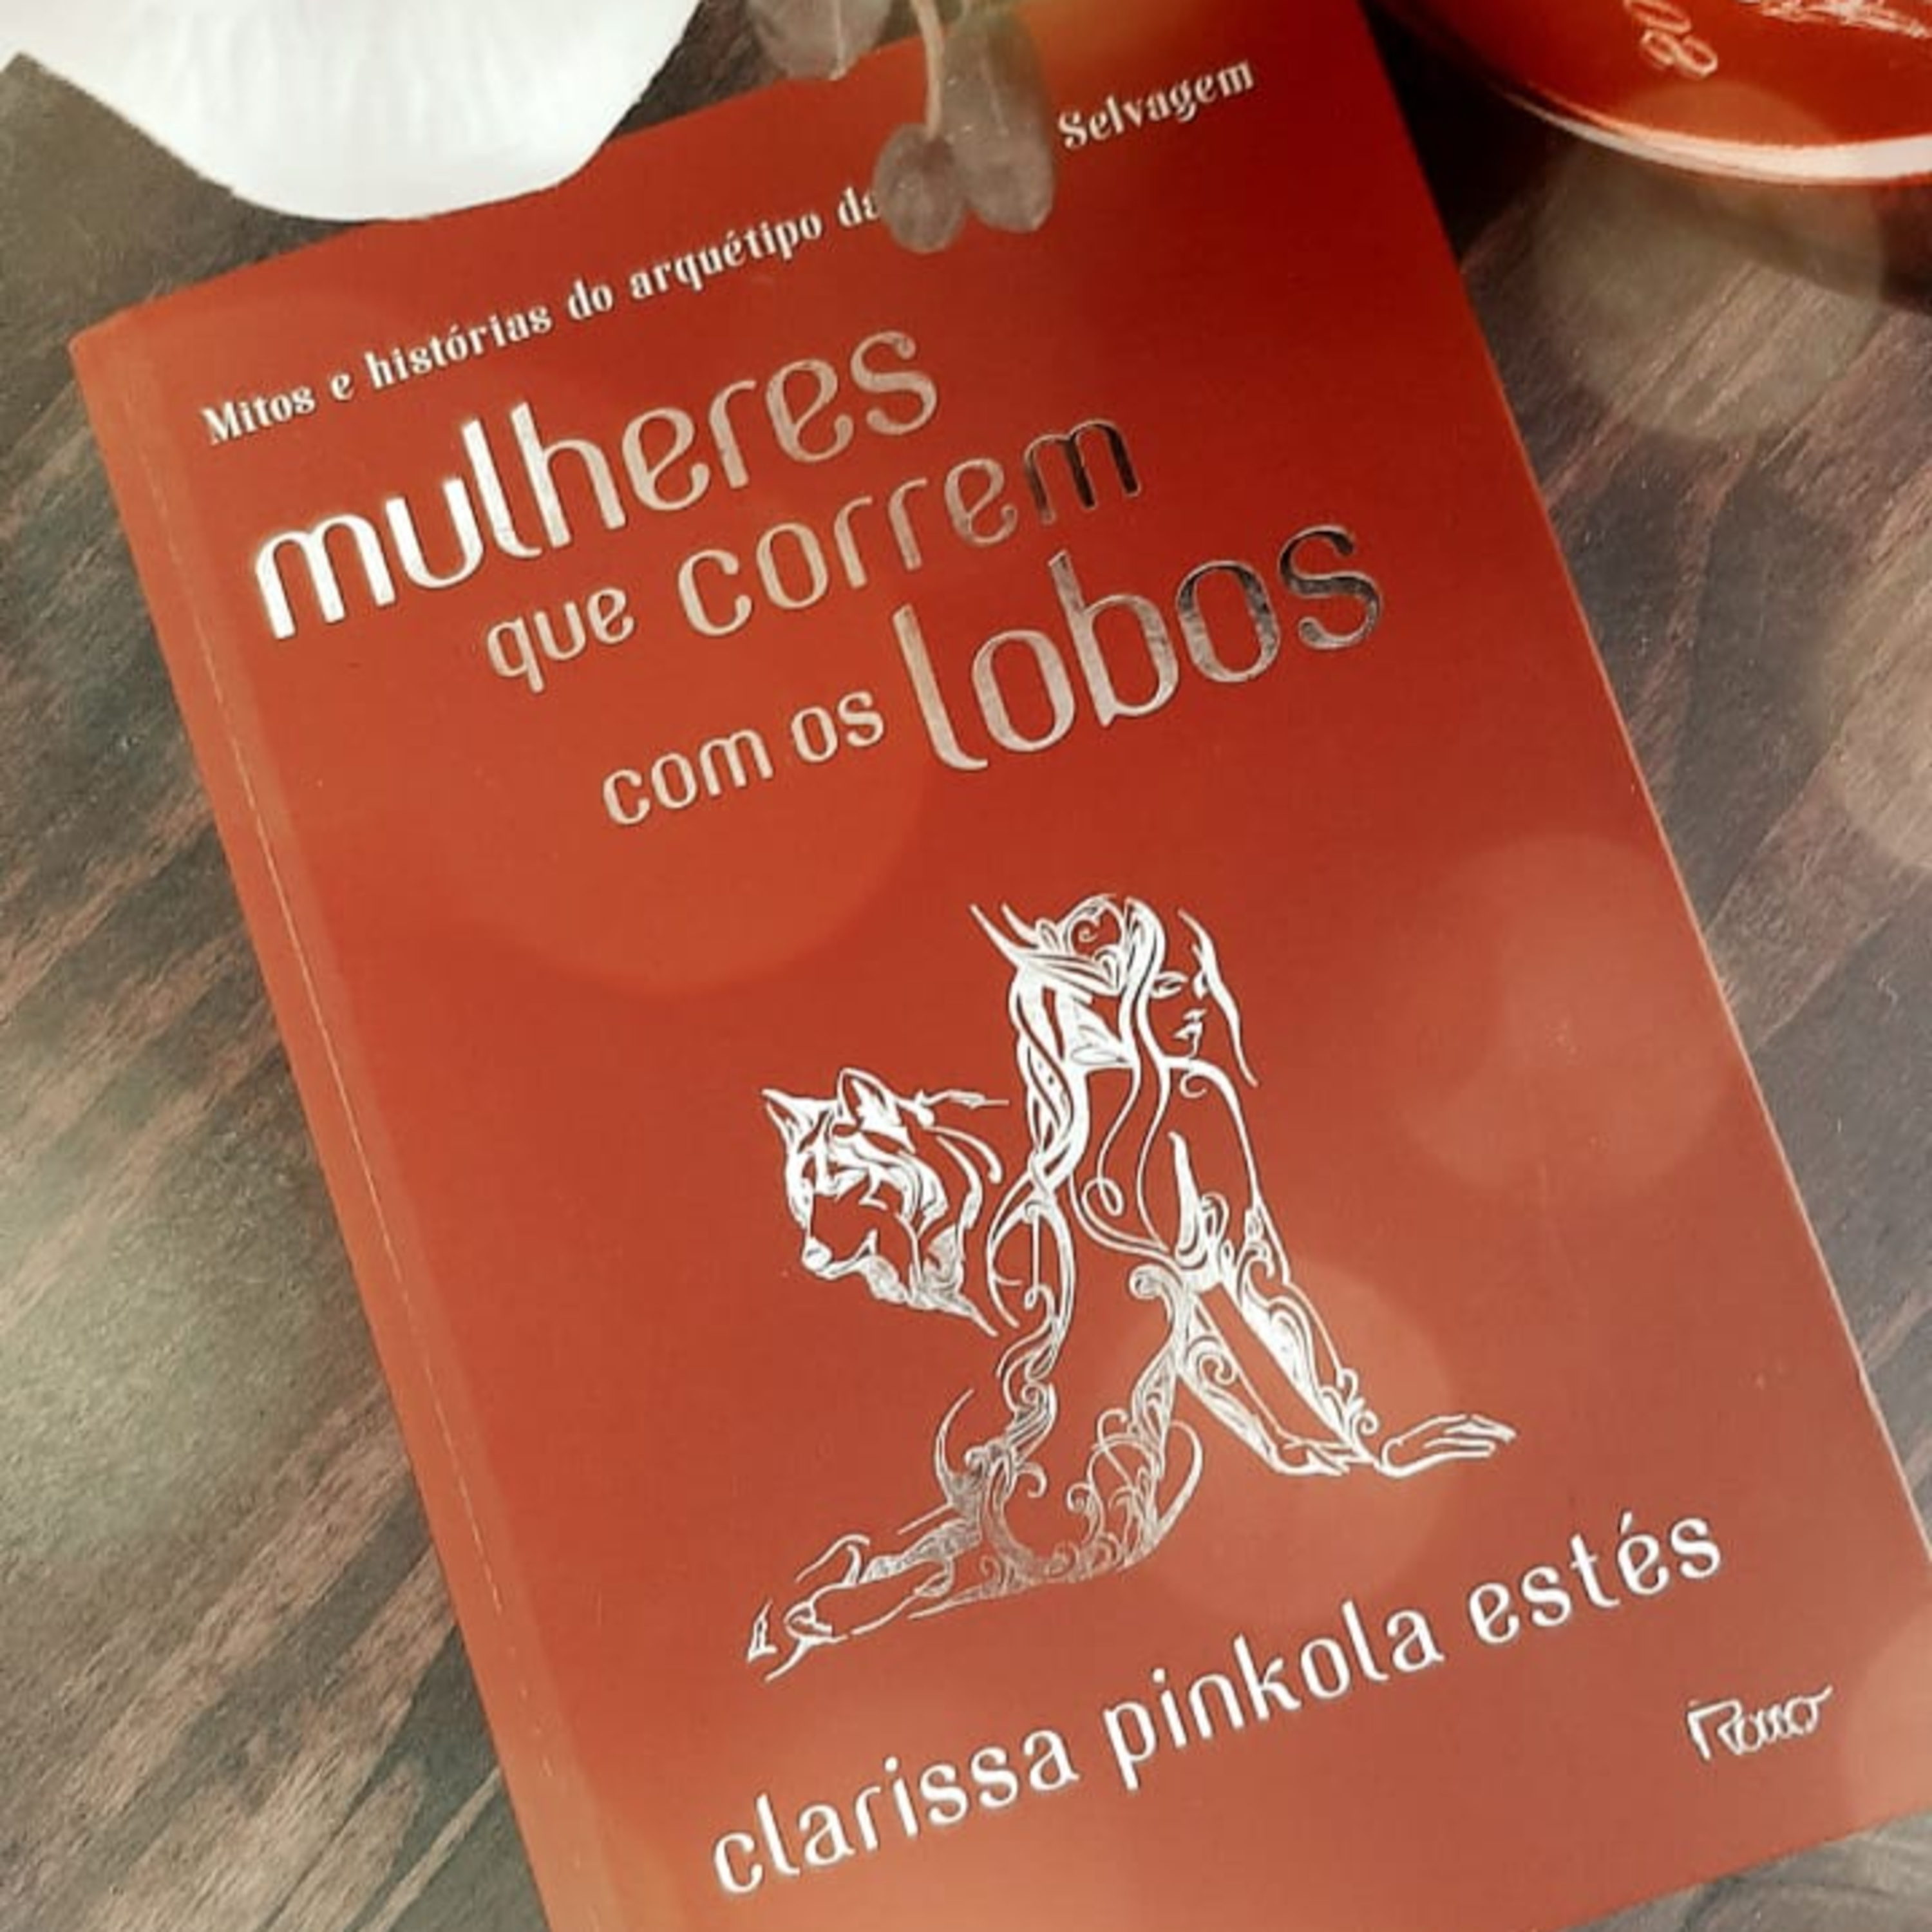 Mitos e histórias do arquétipo da Selvagem
mulheres
que correm
com os lobos
clarissa pinkola estés
Rocco